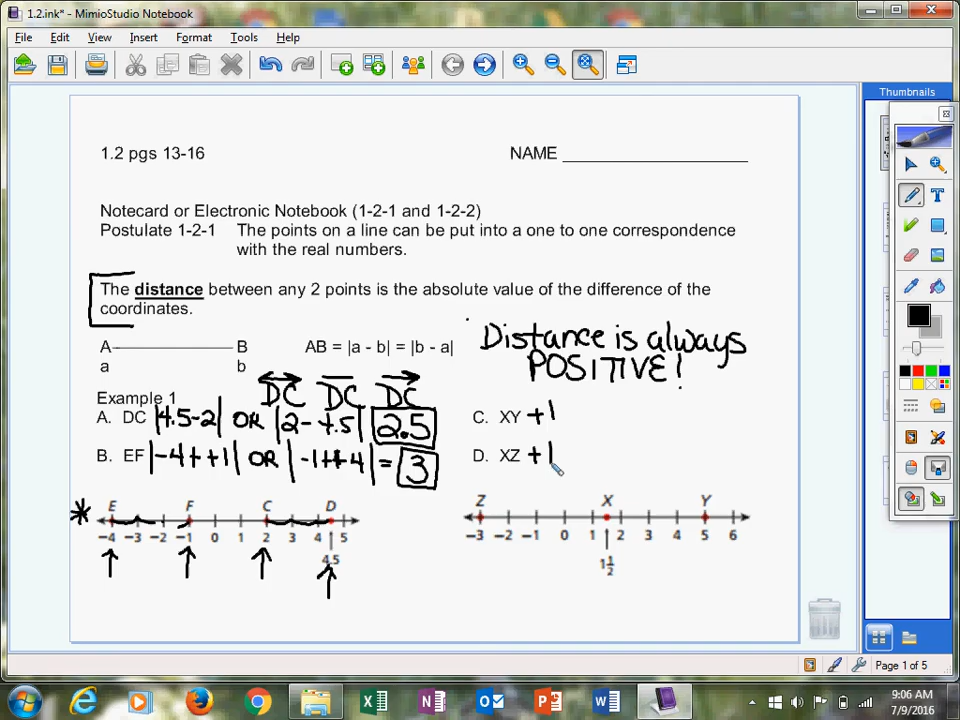 1.2.ink* - MimioStudio Notebook
File Edit View Insert Format Tools Help
Thumbnails
1.2 pgs 13-16 NAME
Notecard or Electronic Notebook (1-2-1 and 1-2-2)
Postulate 1-2-1 The points on a line can be put into a one to one correspondence
with the real numbers.
The distance between any 2 points is the absolute value of the difference of the
coordinates.
Distance is always
A B AB = |a - b| = |b - a|
POSITIVE!
a b
DC DC DC
Example 1
A. DC |4.5-2| OR |2-4.5| 2.5 C. XY +1
B. EF |-4++1| OR |-1++4| = 3 D. XZ +1
* E F C D
-4 -3 -2 -1 0 1 2 3 4 5
4.5
Z X Y
-3 -2 -1 0 1 2 3 4 5 6
1½
Page 1 of 5
9:06 AM
7/9/2016